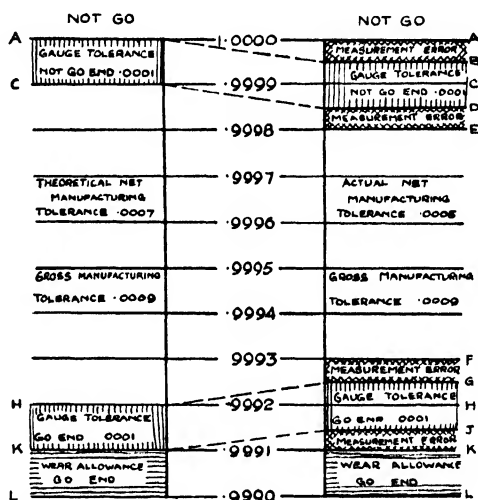 NOT GO
NOT GO
A
1.0000
A
GAUGE TOLERANCE
NOT GO END ·0001
MEASUREMENT ERROR
B
GAUGE TOLERANCE
C
·9999
C
NOT GO END ·0001
D
MEASUREMENT ERROR
·9998
E
·9997
THEORETICAL NET
MANUFACTURING
TOLERANCE ·0007
ACTUAL NET
MANUFACTURING
TOLERANCE ·0005
·9996
·9995
GROSS MANUFACTURING
TOLERANCE ·0009
GROSS MANUFACTURING
TOLERANCE ·0009
·9994
·9993
F
MEASUREMENT ERROR
G
GAUGE TOLERANCE
H
·9992
H
GAUGE TOLERANCE
GO END 0001
GO END 0001
J
MEASUREMENT ERROR
K
·9991
K
WEAR ALLOWANCE
GO END
WEAR ALLOWANCE
GO END
L
·9990
L